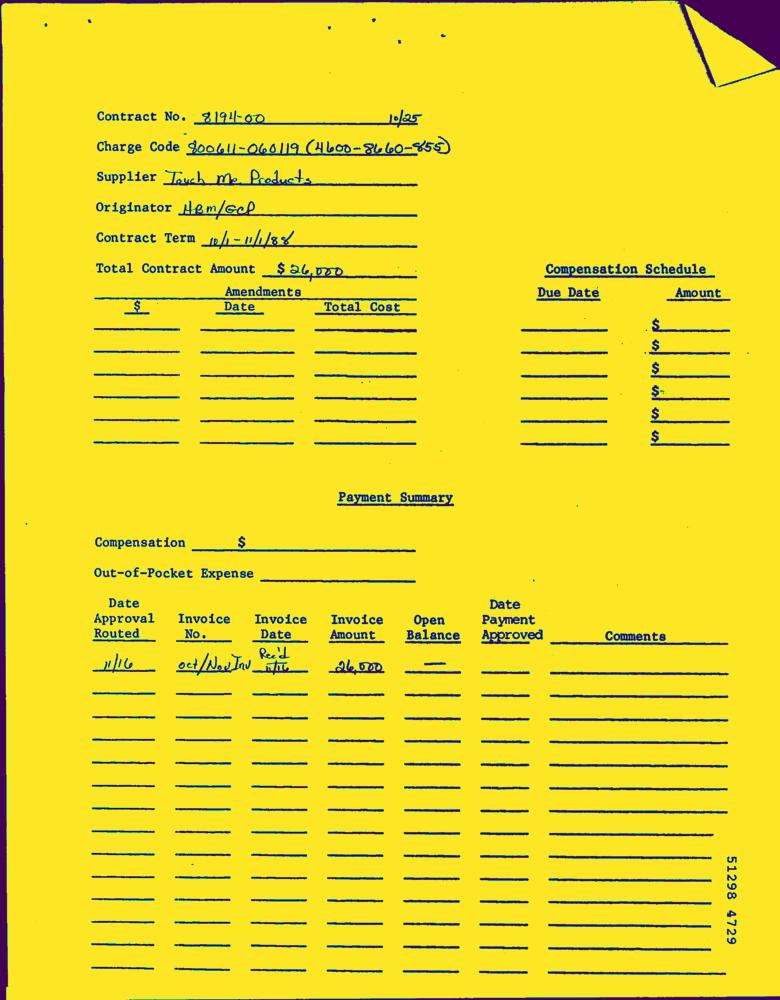 Contract No. 8194-00 10/25
Charge Code 800611-060119 (4600-8660-855)
Supplier Touch Me Products
Originator HBM/GCP
Contract Term 10/1-11/1/88
Total Contract Amount $26,000
Compensation Schedule
Amendments
Due Date Amount
$ Date Total Cost
$
$
$
$
$
$
Payment Summary
Compensation $
Out-of-Pocket Expense
Date Approval Routed
Invoice No.
Invoice Date
Invoice Amount
Open Balance
Date Payment Approved
Comments
11/16 Oct/Nov Inv Rec'd 11/16 26,000 —
51298 4729